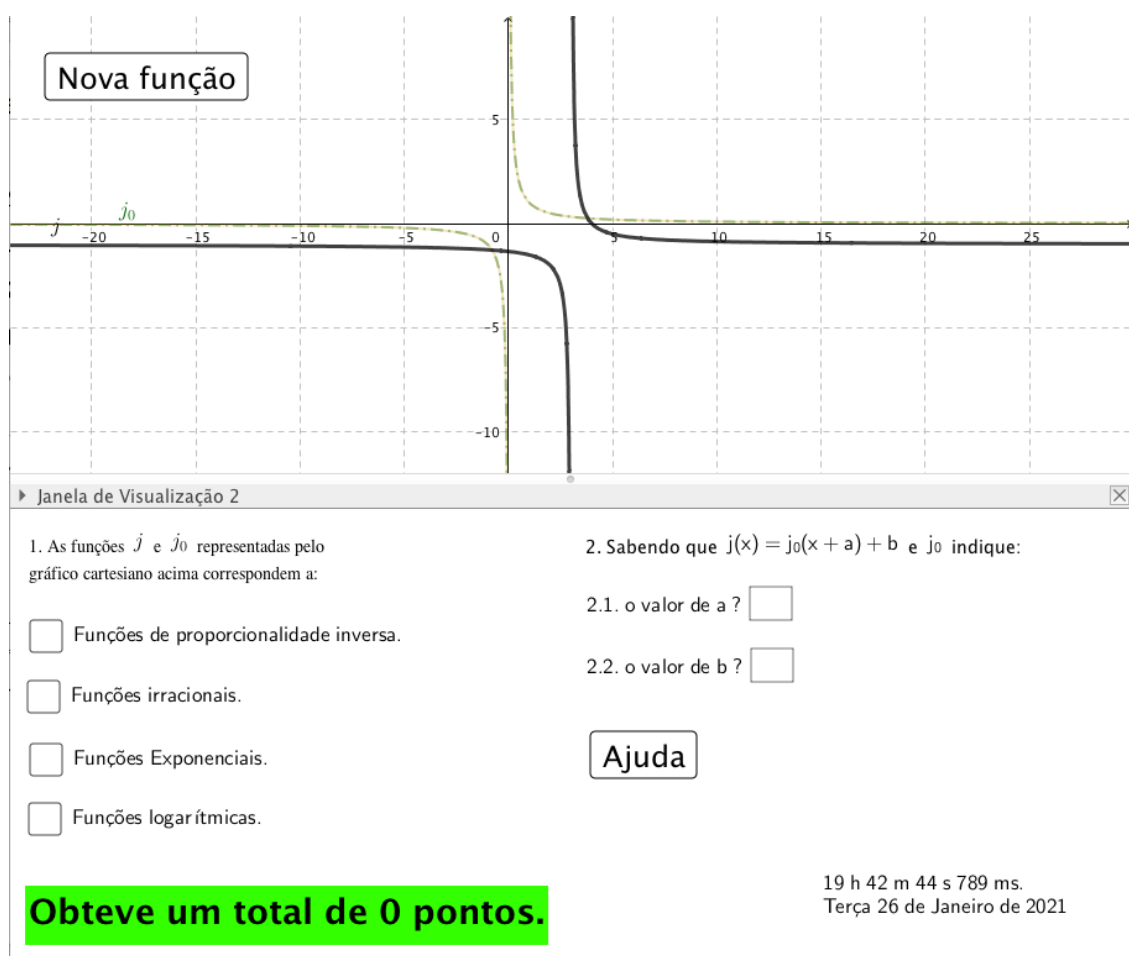 Nova função
5
j₀
j
-20
-15
-10
-5
0
5
10
15
20
25
-5
-10
Janela de Visualização 2
1. As funções j e j₀ representadas pelo
gráfico cartesiano acima correspondem a:
Funções de proporcionalidade inversa.
Funções irracionais.
Funções Exponenciais.
Funções logarítmicas.
2. Sabendo que j(x) = j₀(x + a) + b e j₀ indique:
2.1. o valor de a ?
2.2. o valor de b ?
Ajuda
Obteve um total de 0 pontos.
19 h 42 m 44 s 789 ms.
Terça 26 de Janeiro de 2021